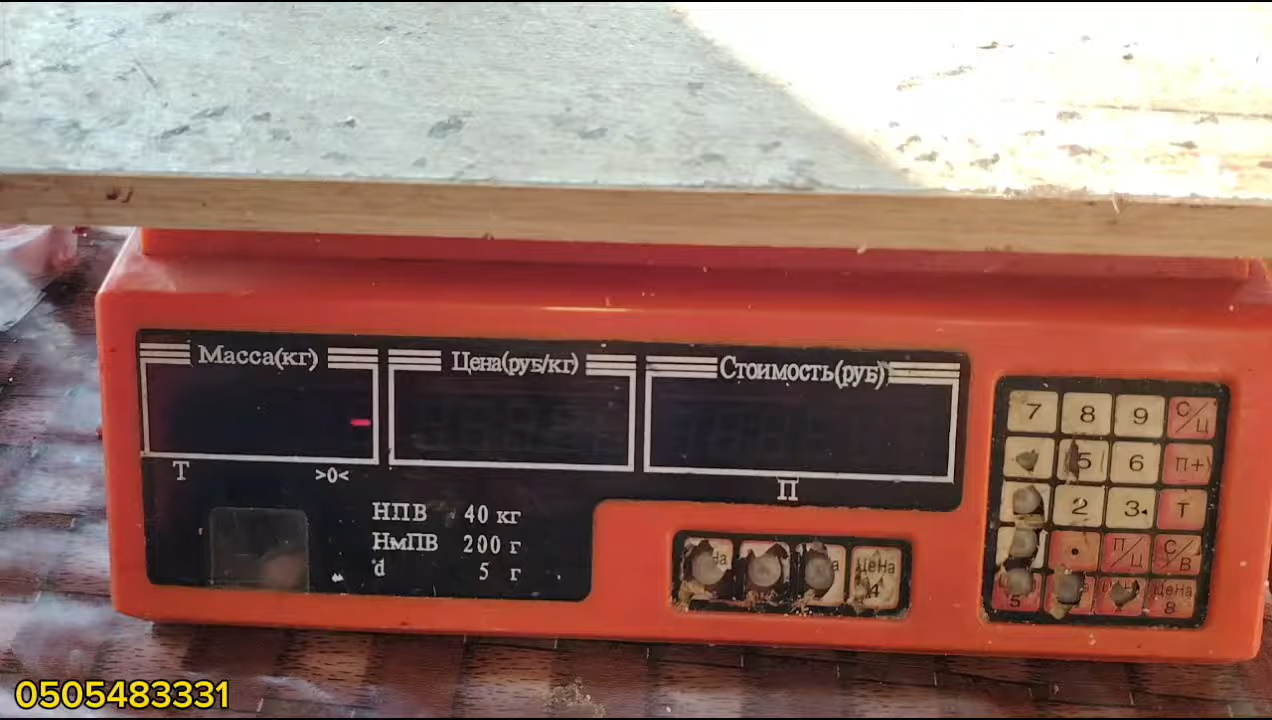 Масса(кг) Цена(руб/кг) Стоимость(руб)
-
Т >0< П
НПВ 40 кг
НмПВ 200 г
d 5 г
7 8 9 С/Ц
5 6 П+
2 3 Т
• П/Ц С/В
5 Цена 8
Цена 4
0505483331